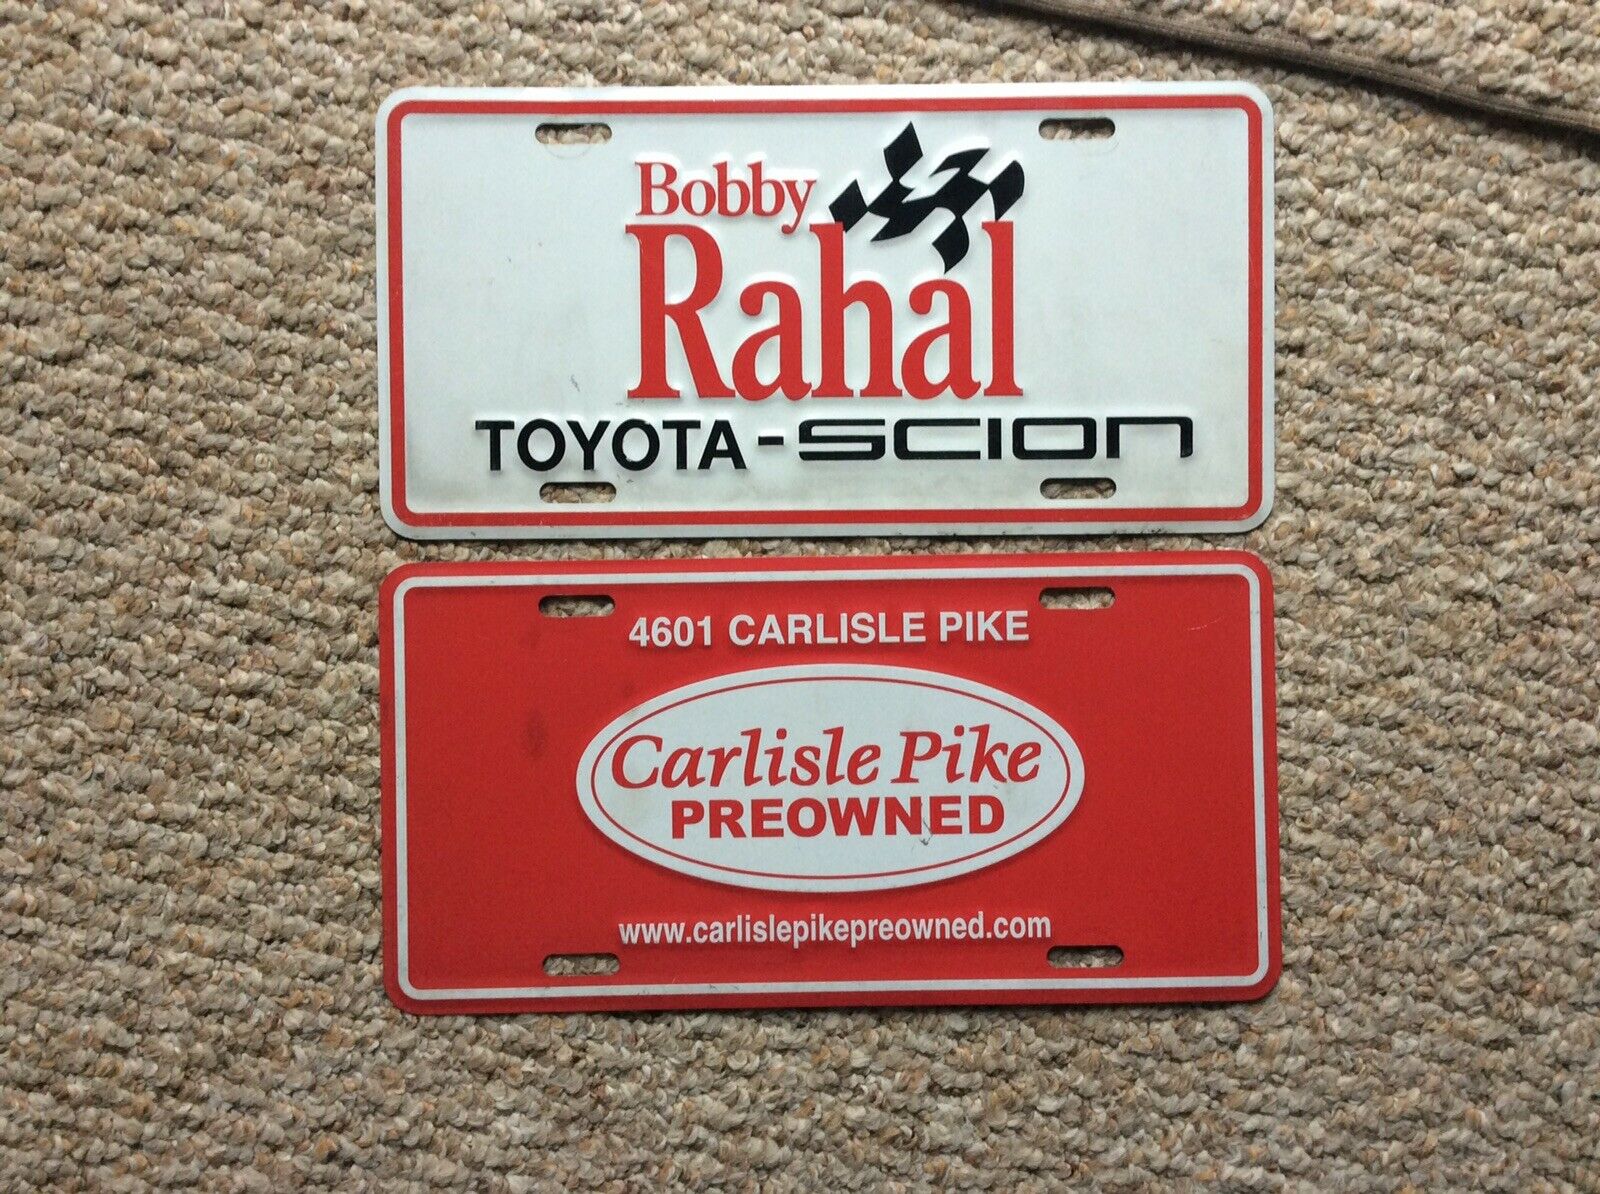 Bobby
Rahal
TOYOTA-SCION
4601 CARLISLE PIKE
Carlisle Pike
PREOWNED
www.carlislepikepreowned.com